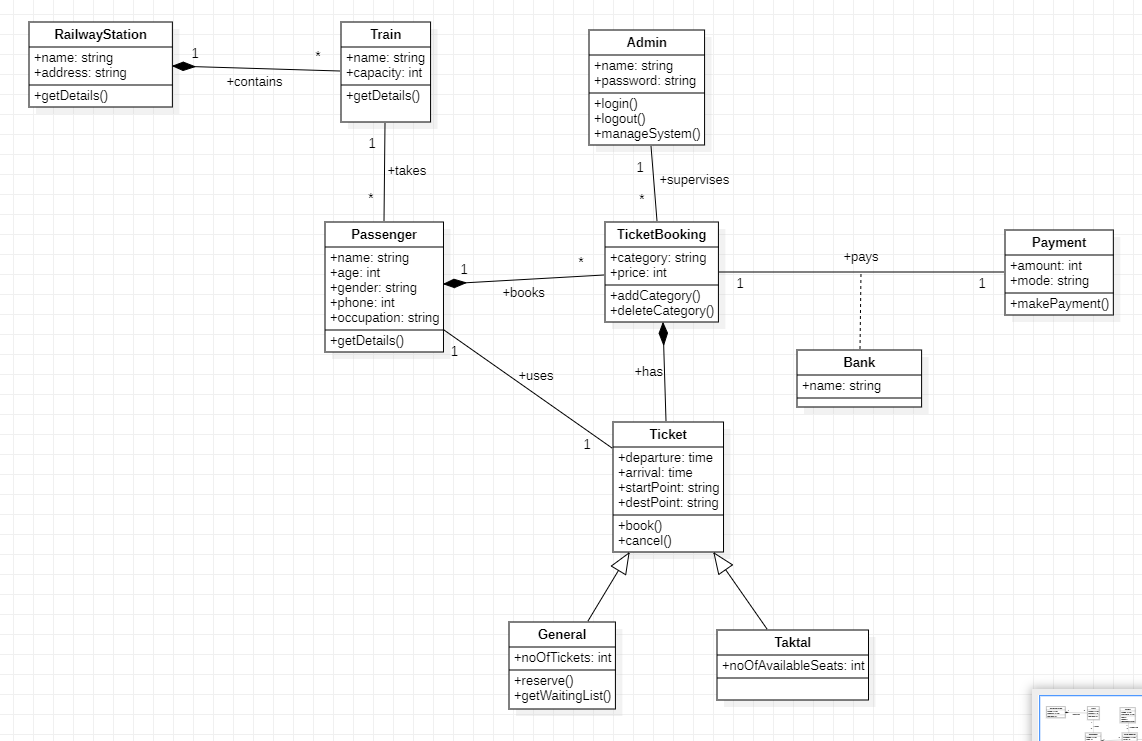 RailwayStation
+name: string
+address: string
+getDetails()
1
*
+contains
Train
+name: string
+capacity: int
+getDetails()
Admin
+name: string
+password: string
+login()
+logout()
+manageSystem()
1
+takes
*
1
+supervises
*
Passenger
+name: string
+age: int
+gender: string
+phone: int
+occupation: string
+getDetails()
1
*
+books
TicketBooking
+category: string
+price: int
+addCategory()
+deleteCategory()
+pays
1
1
Payment
+amount: int
+mode: string
+makePayment()
Bank
+name: string
1
+uses
1
+has
Ticket
+departure: time
+arrival: time
+startPoint: string
+destPoint: string
+book()
+cancel()
General
+noOfTickets: int
+reserve()
+getWaitingList()
Taktal
+noOfAvailableSeats: int